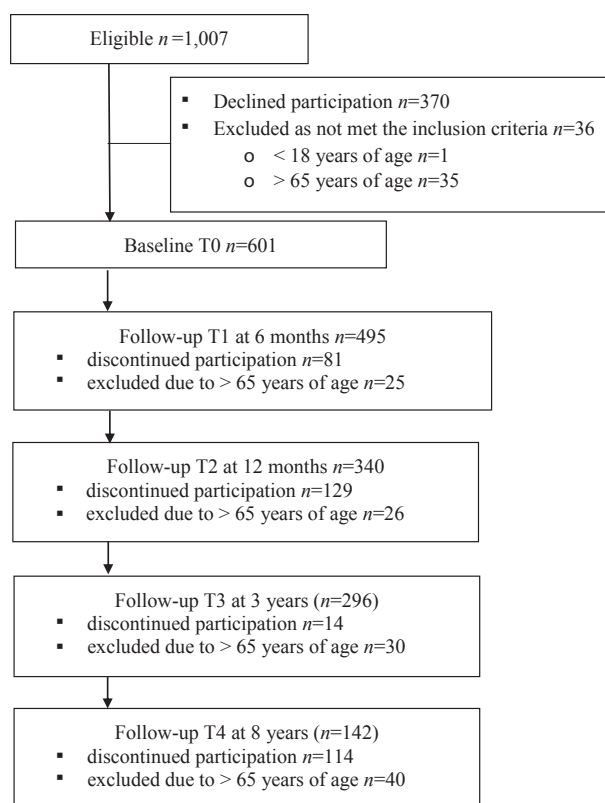 Eligible n =1,007
▪ Declined participation n=370
▪ Excluded as not met the inclusion criteria n=36
o < 18 years of age n=1
o > 65 years of age n=35
Baseline T0 n=601
Follow-up T1 at 6 months n=495
▪ discontinued participation n=81
▪ excluded due to > 65 years of age n=25
Follow-up T2 at 12 months n=340
▪ discontinued participation n=129
▪ excluded due to > 65 years of age n=26
Follow-up T3 at 3 years (n=296)
▪ discontinued participation n=14
▪ excluded due to > 65 years of age n=30
Follow-up T4 at 8 years (n=142)
▪ discontinued participation n=114
▪ excluded due to > 65 years of age n=40